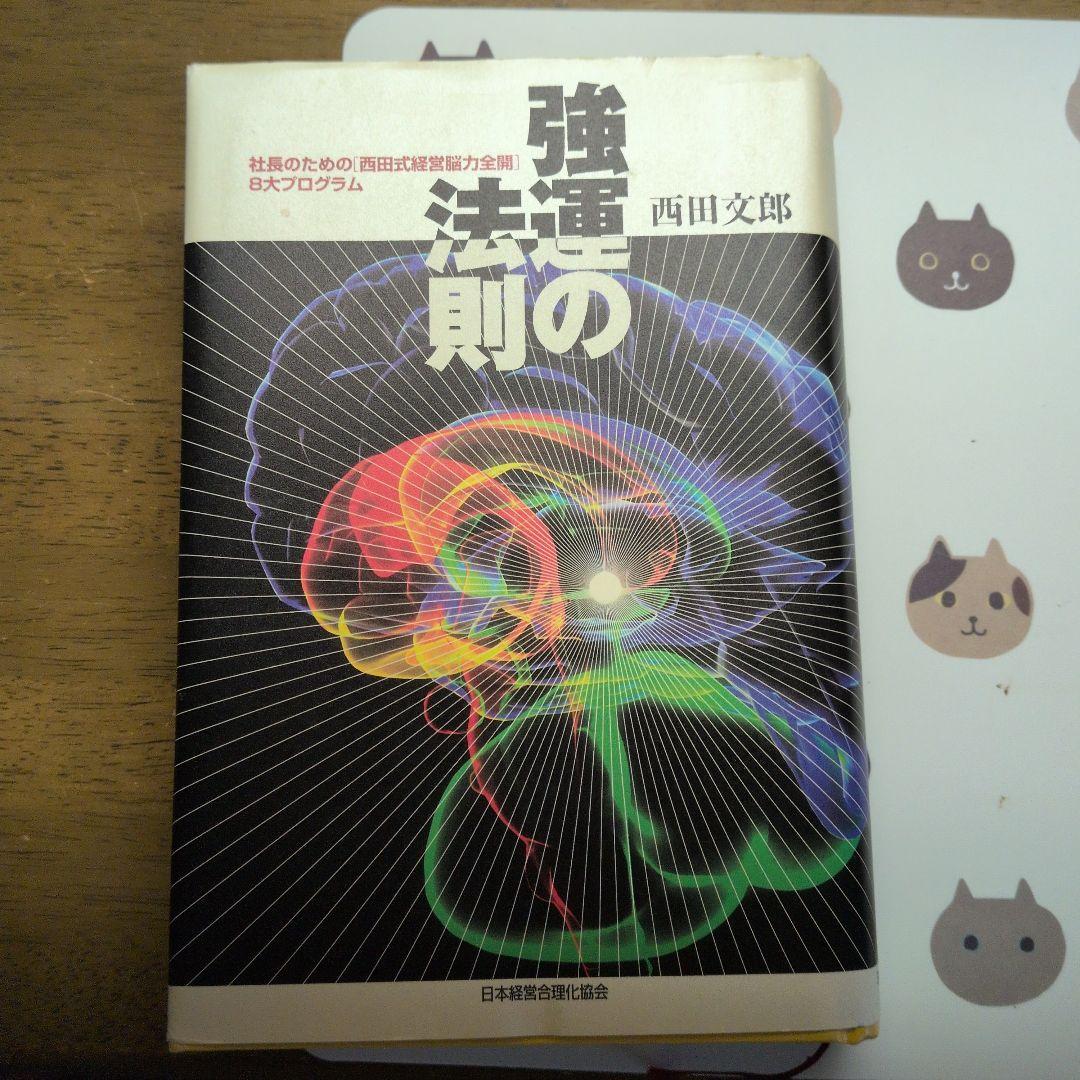 強運の
法則
社長のための[西田式経営脳力全開]
8大プログラム
西田文郎
日本経営合理化協会